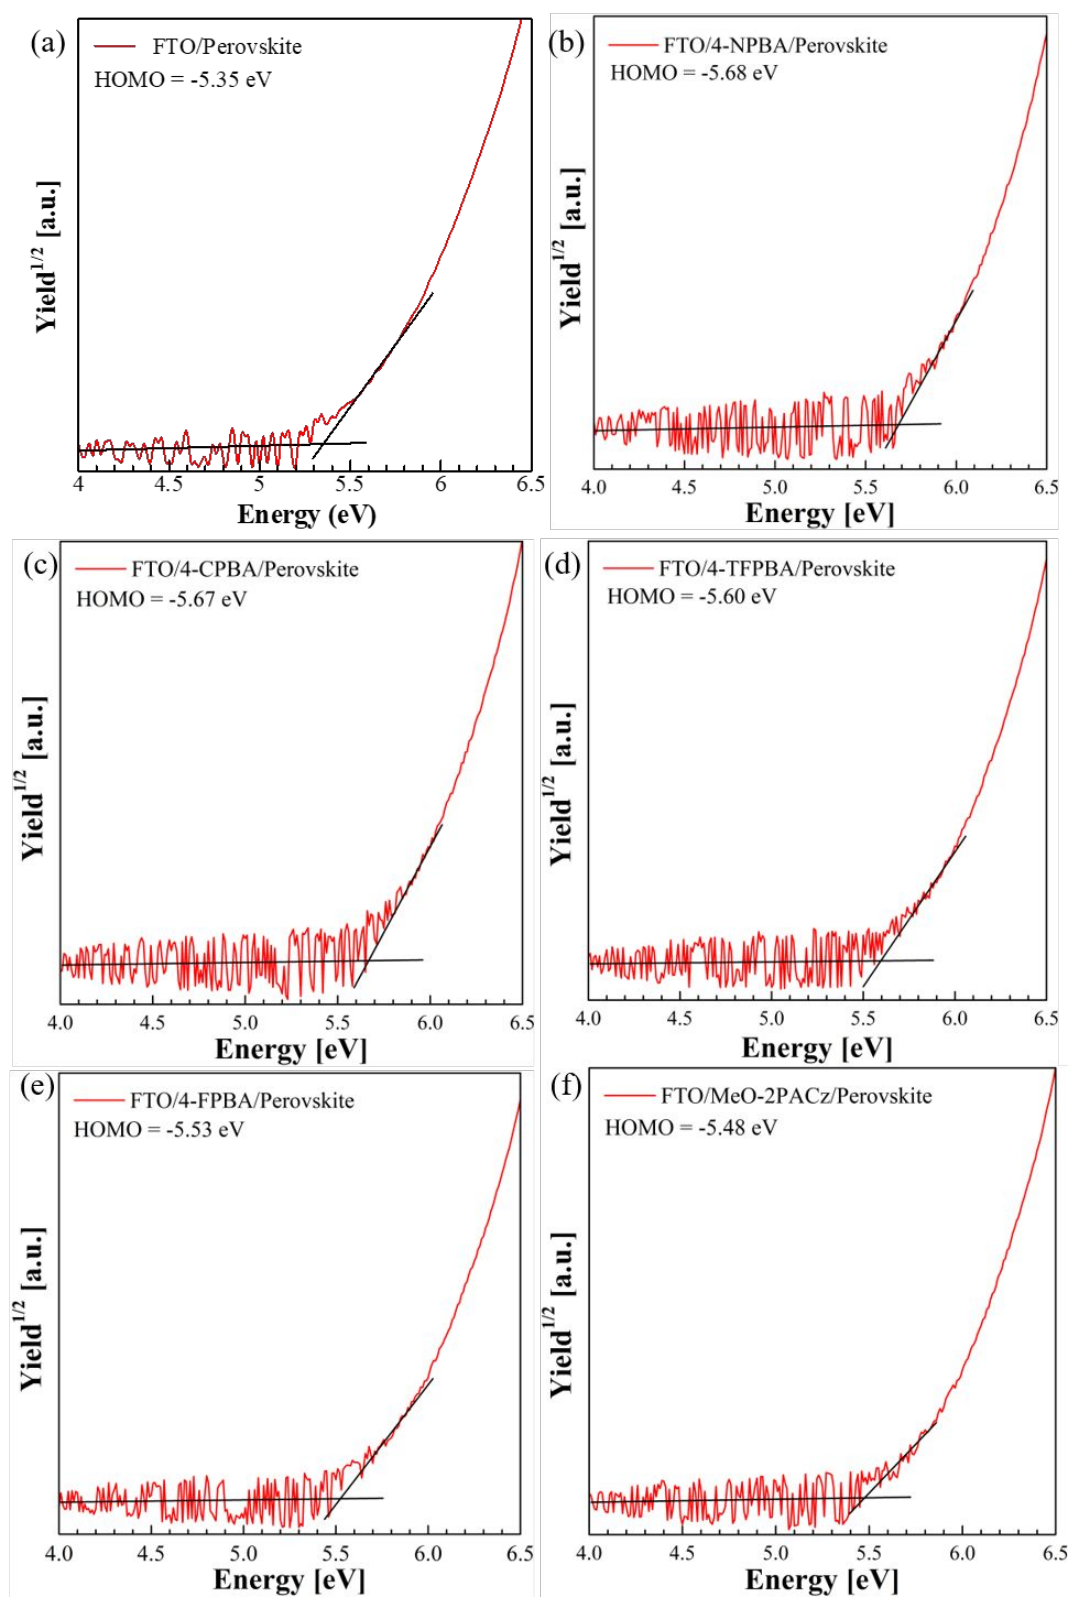 (a)
FTO/Perovskite
HOMO = -5.35 eV
Yield1/2 [a.u.]
4 4.5 5 5.5 6 6.5
Energy (eV)
(b)
FTO/4-NPBA/Perovskite
HOMO = -5.68 eV
Yield1/2 [a.u.]
4.0 4.5 5.0 5.5 6.0 6.5
Energy [eV]
(c)
FTO/4-CPBA/Perovskite
HOMO = -5.67 eV
Yield1/2 [a.u.]
4.0 4.5 5.0 5.5 6.0 6.5
Energy [eV]
(d)
FTO/4-TFPBA/Perovskite
HOMO = -5.60 eV
Yield1/2 [a.u.]
4.0 4.5 5.0 5.5 6.0 6.5
Energy [eV]
(e)
FTO/4-FPBA/Perovskite
HOMO = -5.53 eV
Yield1/2 [a.u.]
4.0 4.5 5.0 5.5 6.0 6.5
Energy [eV]
(f)
FTO/MeO-2PACz/Perovskite
HOMO = -5.48 eV
Yield1/2 [a.u.]
4.0 4.5 5.0 5.5 6.0 6.5
Energy [eV]